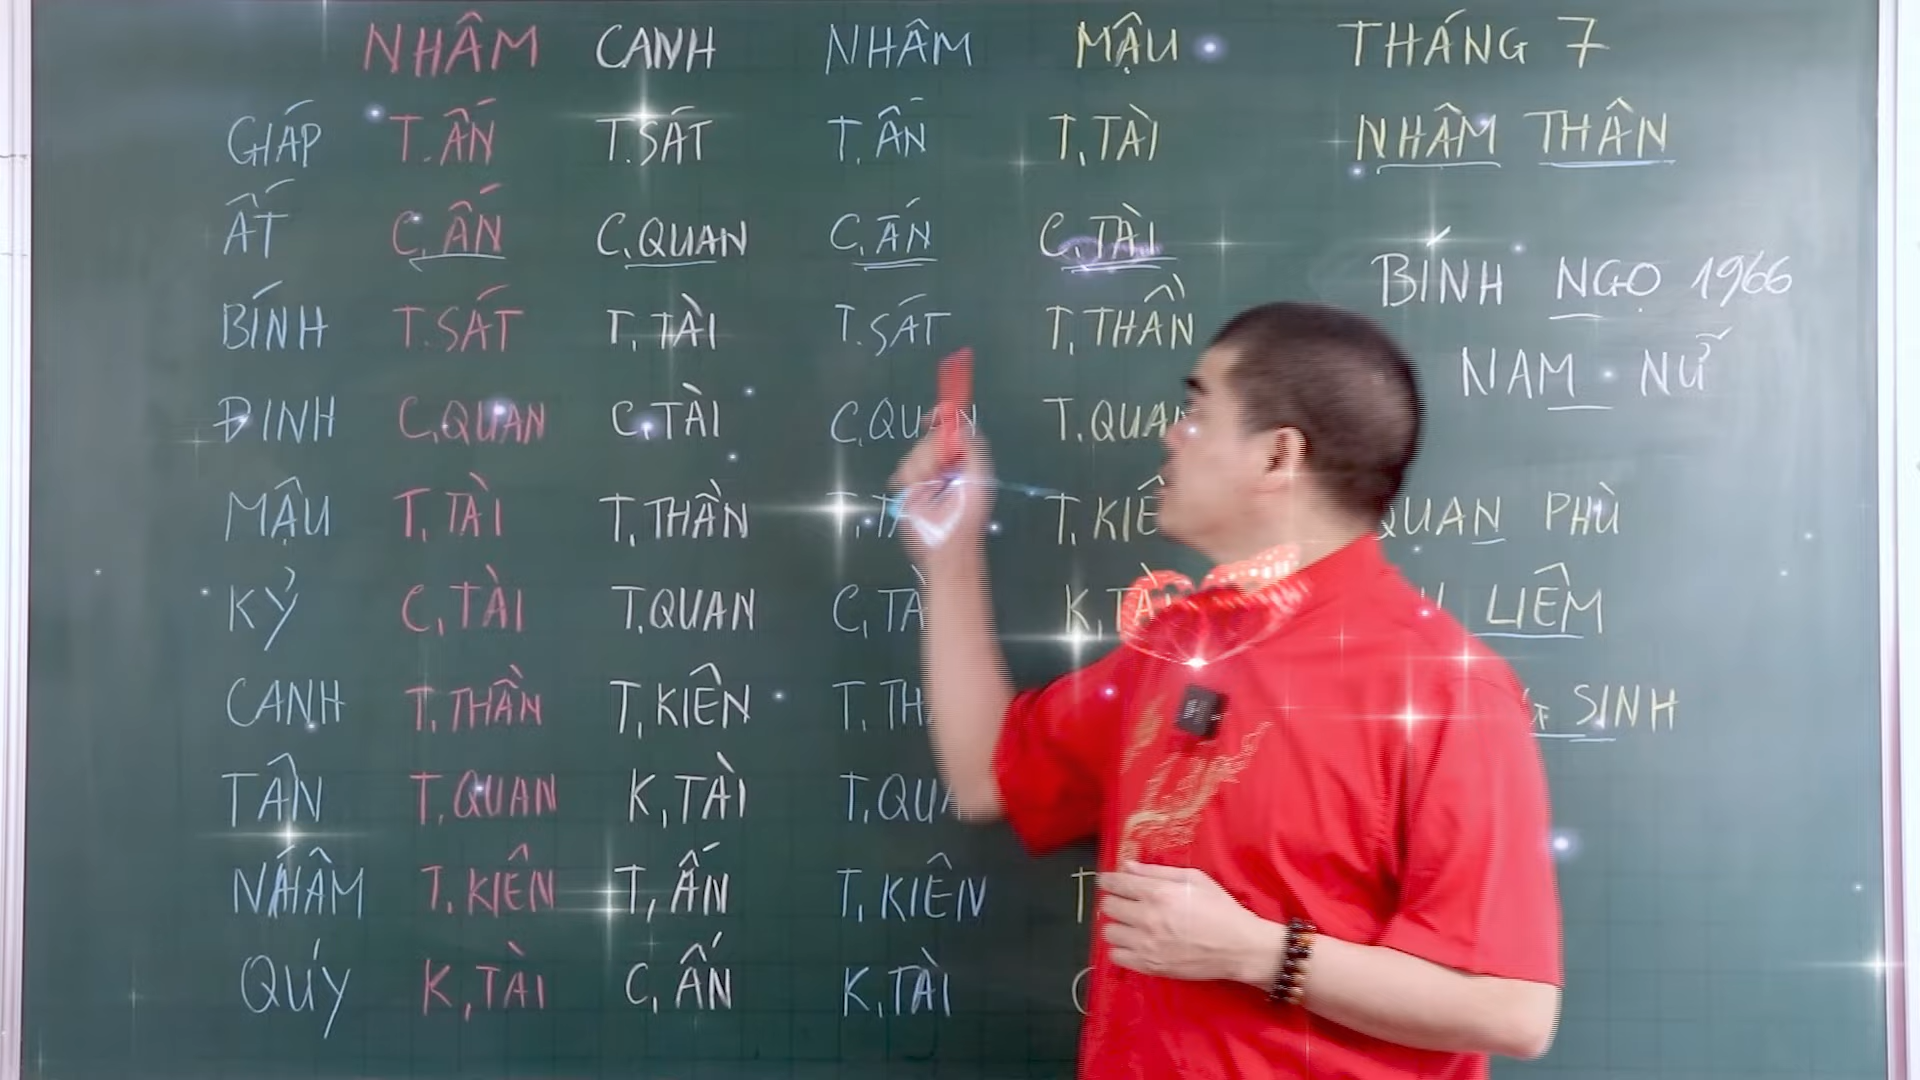 NHÂM CANH NHÂM MẬU THÁNG 7
GIÁP T.ẤN T.SÁT T.ẤN T.TÀI NHÂM THÂN
ẤT C.ẤN C.QUAN C.ẤN C.TÀI
BÍNH NGỌ 1966
BÍNH T.SÁT T.TÀI T.SÁT T.THẦN
NAM NỮ
ĐINH C.QUAN C.TÀI C.QUAN T.QUAN
MẬU T.TÀI T.THẦN QUAN PHÙ
KỶ C.TÀI T.QUAN K.TÀI LIÊM
CANH T.THẦN T.KIÊN SINH
TÂN T.QUAN K.TÀI
NHÂM T.KIÊN T.ẤN T.KIÊN
QUÝ K.TÀI C.ẤN K.TÀI